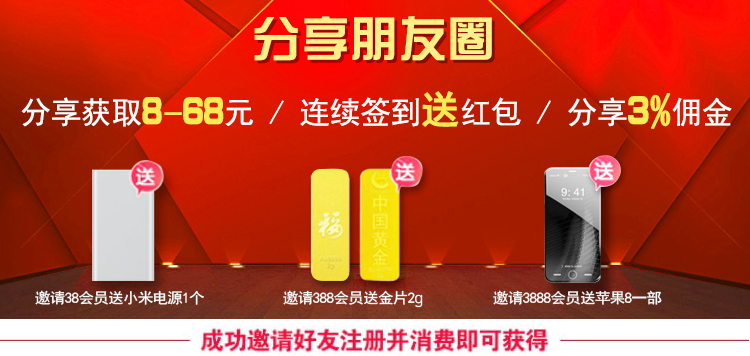 分享朋友圈
分享获取8-68元 / 连续签到送红包 / 分享3%佣金
送 送 送
福
中国黄金
9:41
邀请38会员送小米电源1个 邀请388会员送金片2g 邀请3888会员送苹果8一部
成功邀请好友注册并消费即可获得